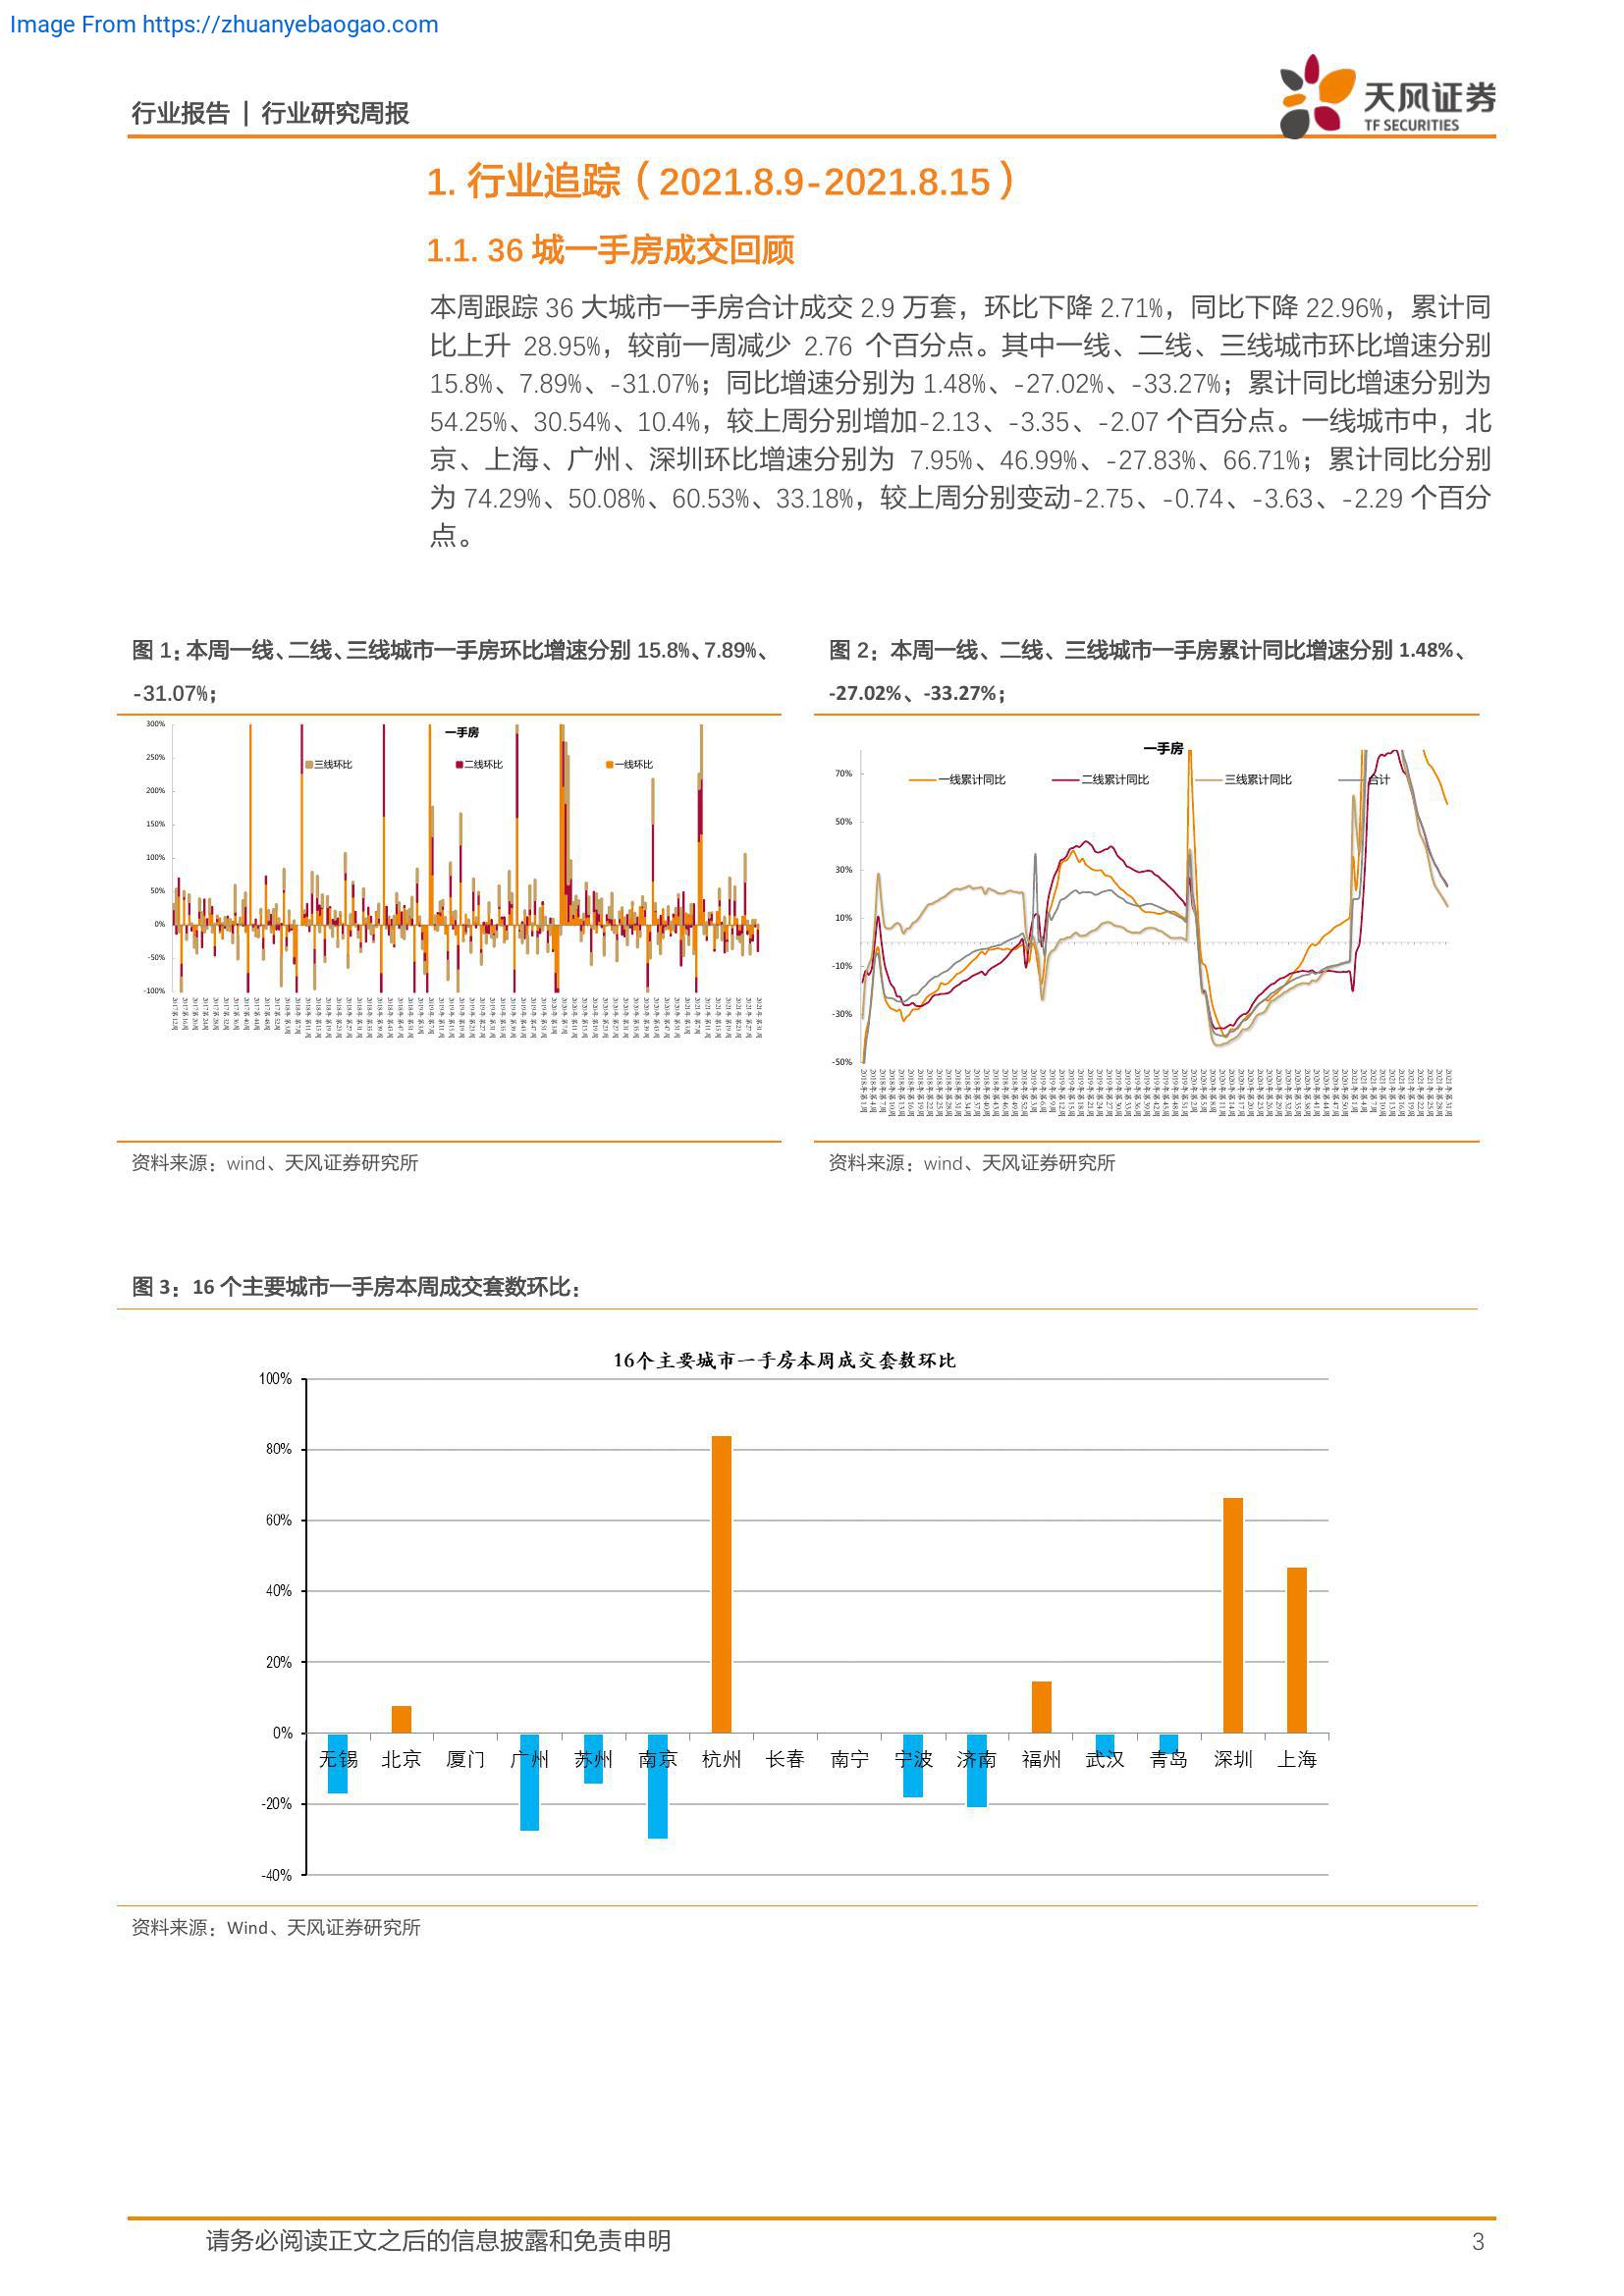 Image From https://zhuanyebaogao.com
行业报告 | 行业研究周报
天风证券
TF SECURITIES
1. 行业追踪（2021.8.9-2021.8.15）
1.1. 36 城一手房成交回顾
本周跟踪 36 大城市一手房合计成交 2.9 万套，环比下降 2.71%，同比下降 22.96%，累计同
比上升 28.95%，较前一周减少 2.76 个百分点。其中一线、二线、三线城市环比增速分别
15.8%、7.89%、-31.07%；同比增速分别为 1.48%、-27.02%、-33.27%；累计同比增速分别为
54.25%、30.54%、10.4%，较上周分别增加-2.13、-3.35、-2.07 个百分点。一线城市中，北
京、上海、广州、深圳环比增速分别为 7.95%、46.99%、-27.83%、66.71%；累计同比分别
为 74.29%、50.08%、60.53%、33.18%，较上周分别变动-2.75、-0.74、-3.63、-2.29 个百分
点。
图 1：本周一线、二线、三线城市一手房环比增速分别 15.8%、7.89%、
-31.07%；
一手房
三线环比 二线环比 一线环比
300%
250%
200%
150%
100%
50%
0%
-50%
-100%
资料来源：wind、天风证券研究所
图 2：本周一线、二线、三线城市一手房累计同比增速分别 1.48%、
-27.02%、-33.27%；
一手房
一线累计同比 二线累计同比 三线累计同比 合计
70%
50%
30%
10%
-10%
-30%
-50%
资料来源：wind、天风证券研究所
图 3：16 个主要城市一手房本周成交套数环比：
16个主要城市一手房本周成交套数环比
100%
80%
60%
40%
20%
0%
-20%
-40%
无锡 北京 厦门 广州 苏州 南京 杭州 长春 南宁 宁波 济南 福州 武汉 青岛 深圳 上海
资料来源：Wind、天风证券研究所
请务必阅读正文之后的信息披露和免责申明
3